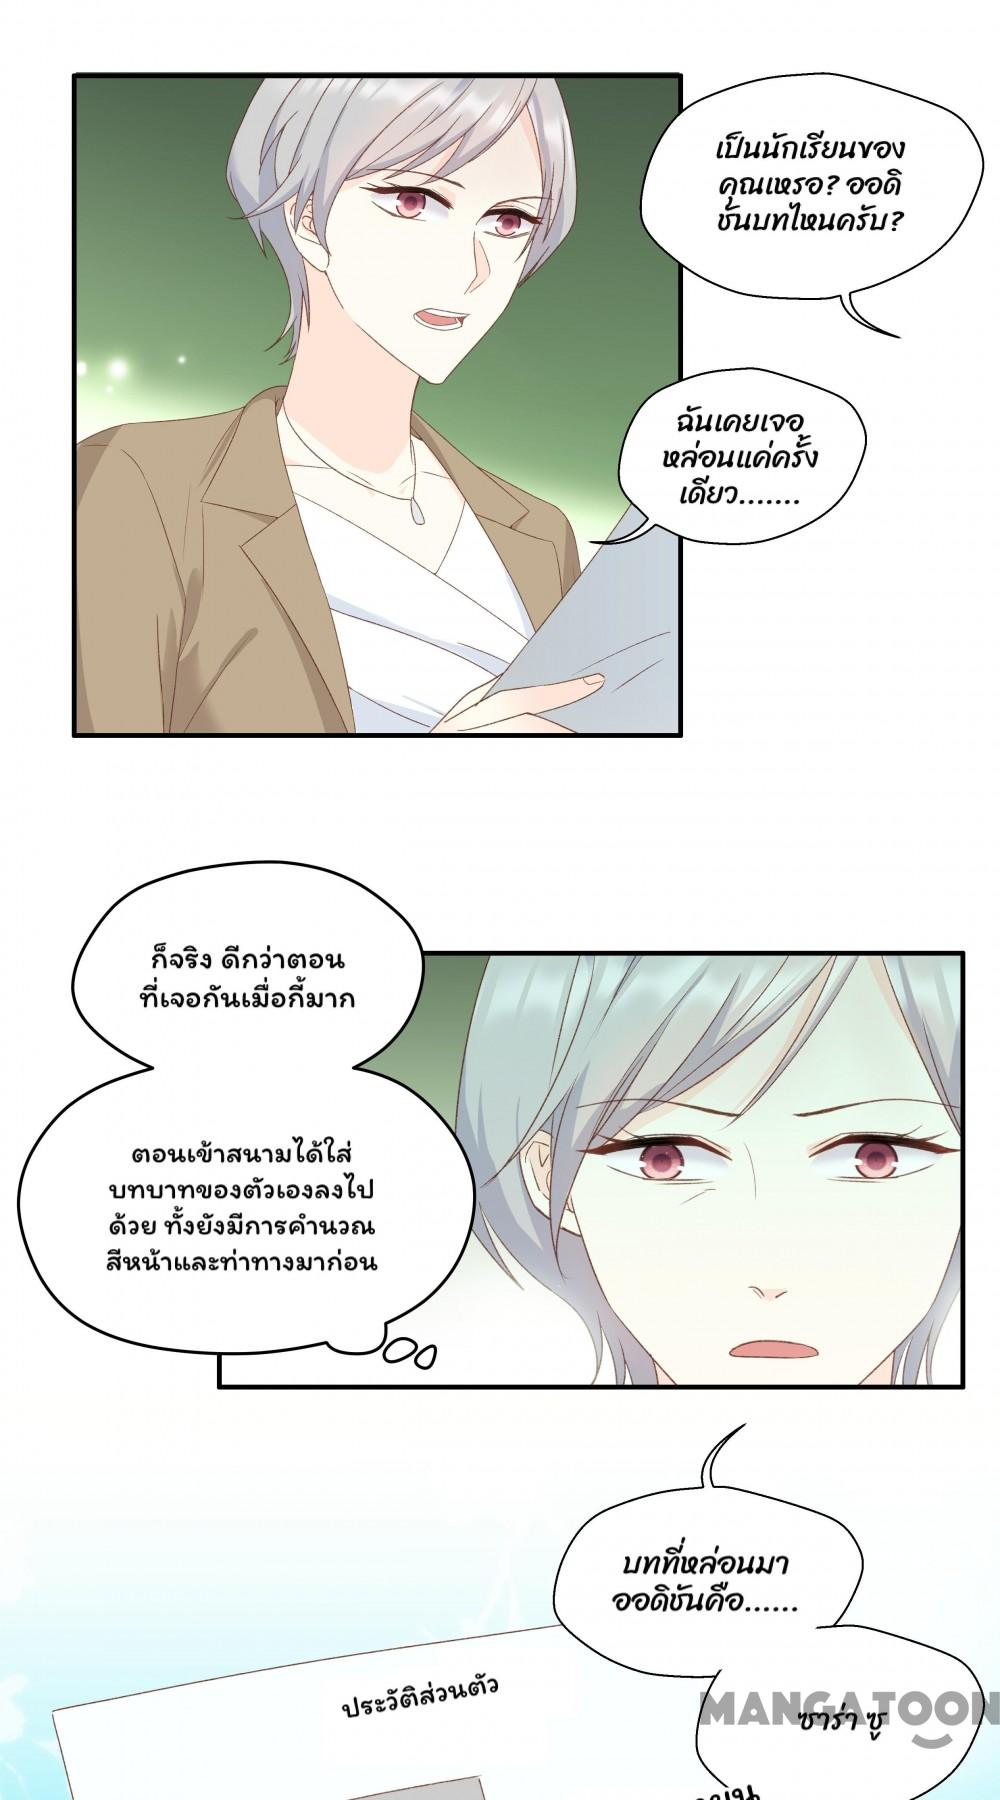 เป็นนักเรียนของ
คุณเหรอ? ออดิ
ชันบทไหนครับ?
ฉันเคยเจอ
หล่อนแค่ครั้ง
เดียว.......
ก็จริง ดีกว่าตอน
ที่เจอกันเมื่อกี้มาก
ตอนเข้าสนามได้ใส่
บทบาทของตัวเองลงไป
ด้วย ทั้งยังมีการคำนวณ
สีหน้าและท่าทางมาก่อน
บทที่หล่อนมา
ออดิชันคือ......
ประวัติส่วนตัว
MANGATOON
ซาร่า ซู